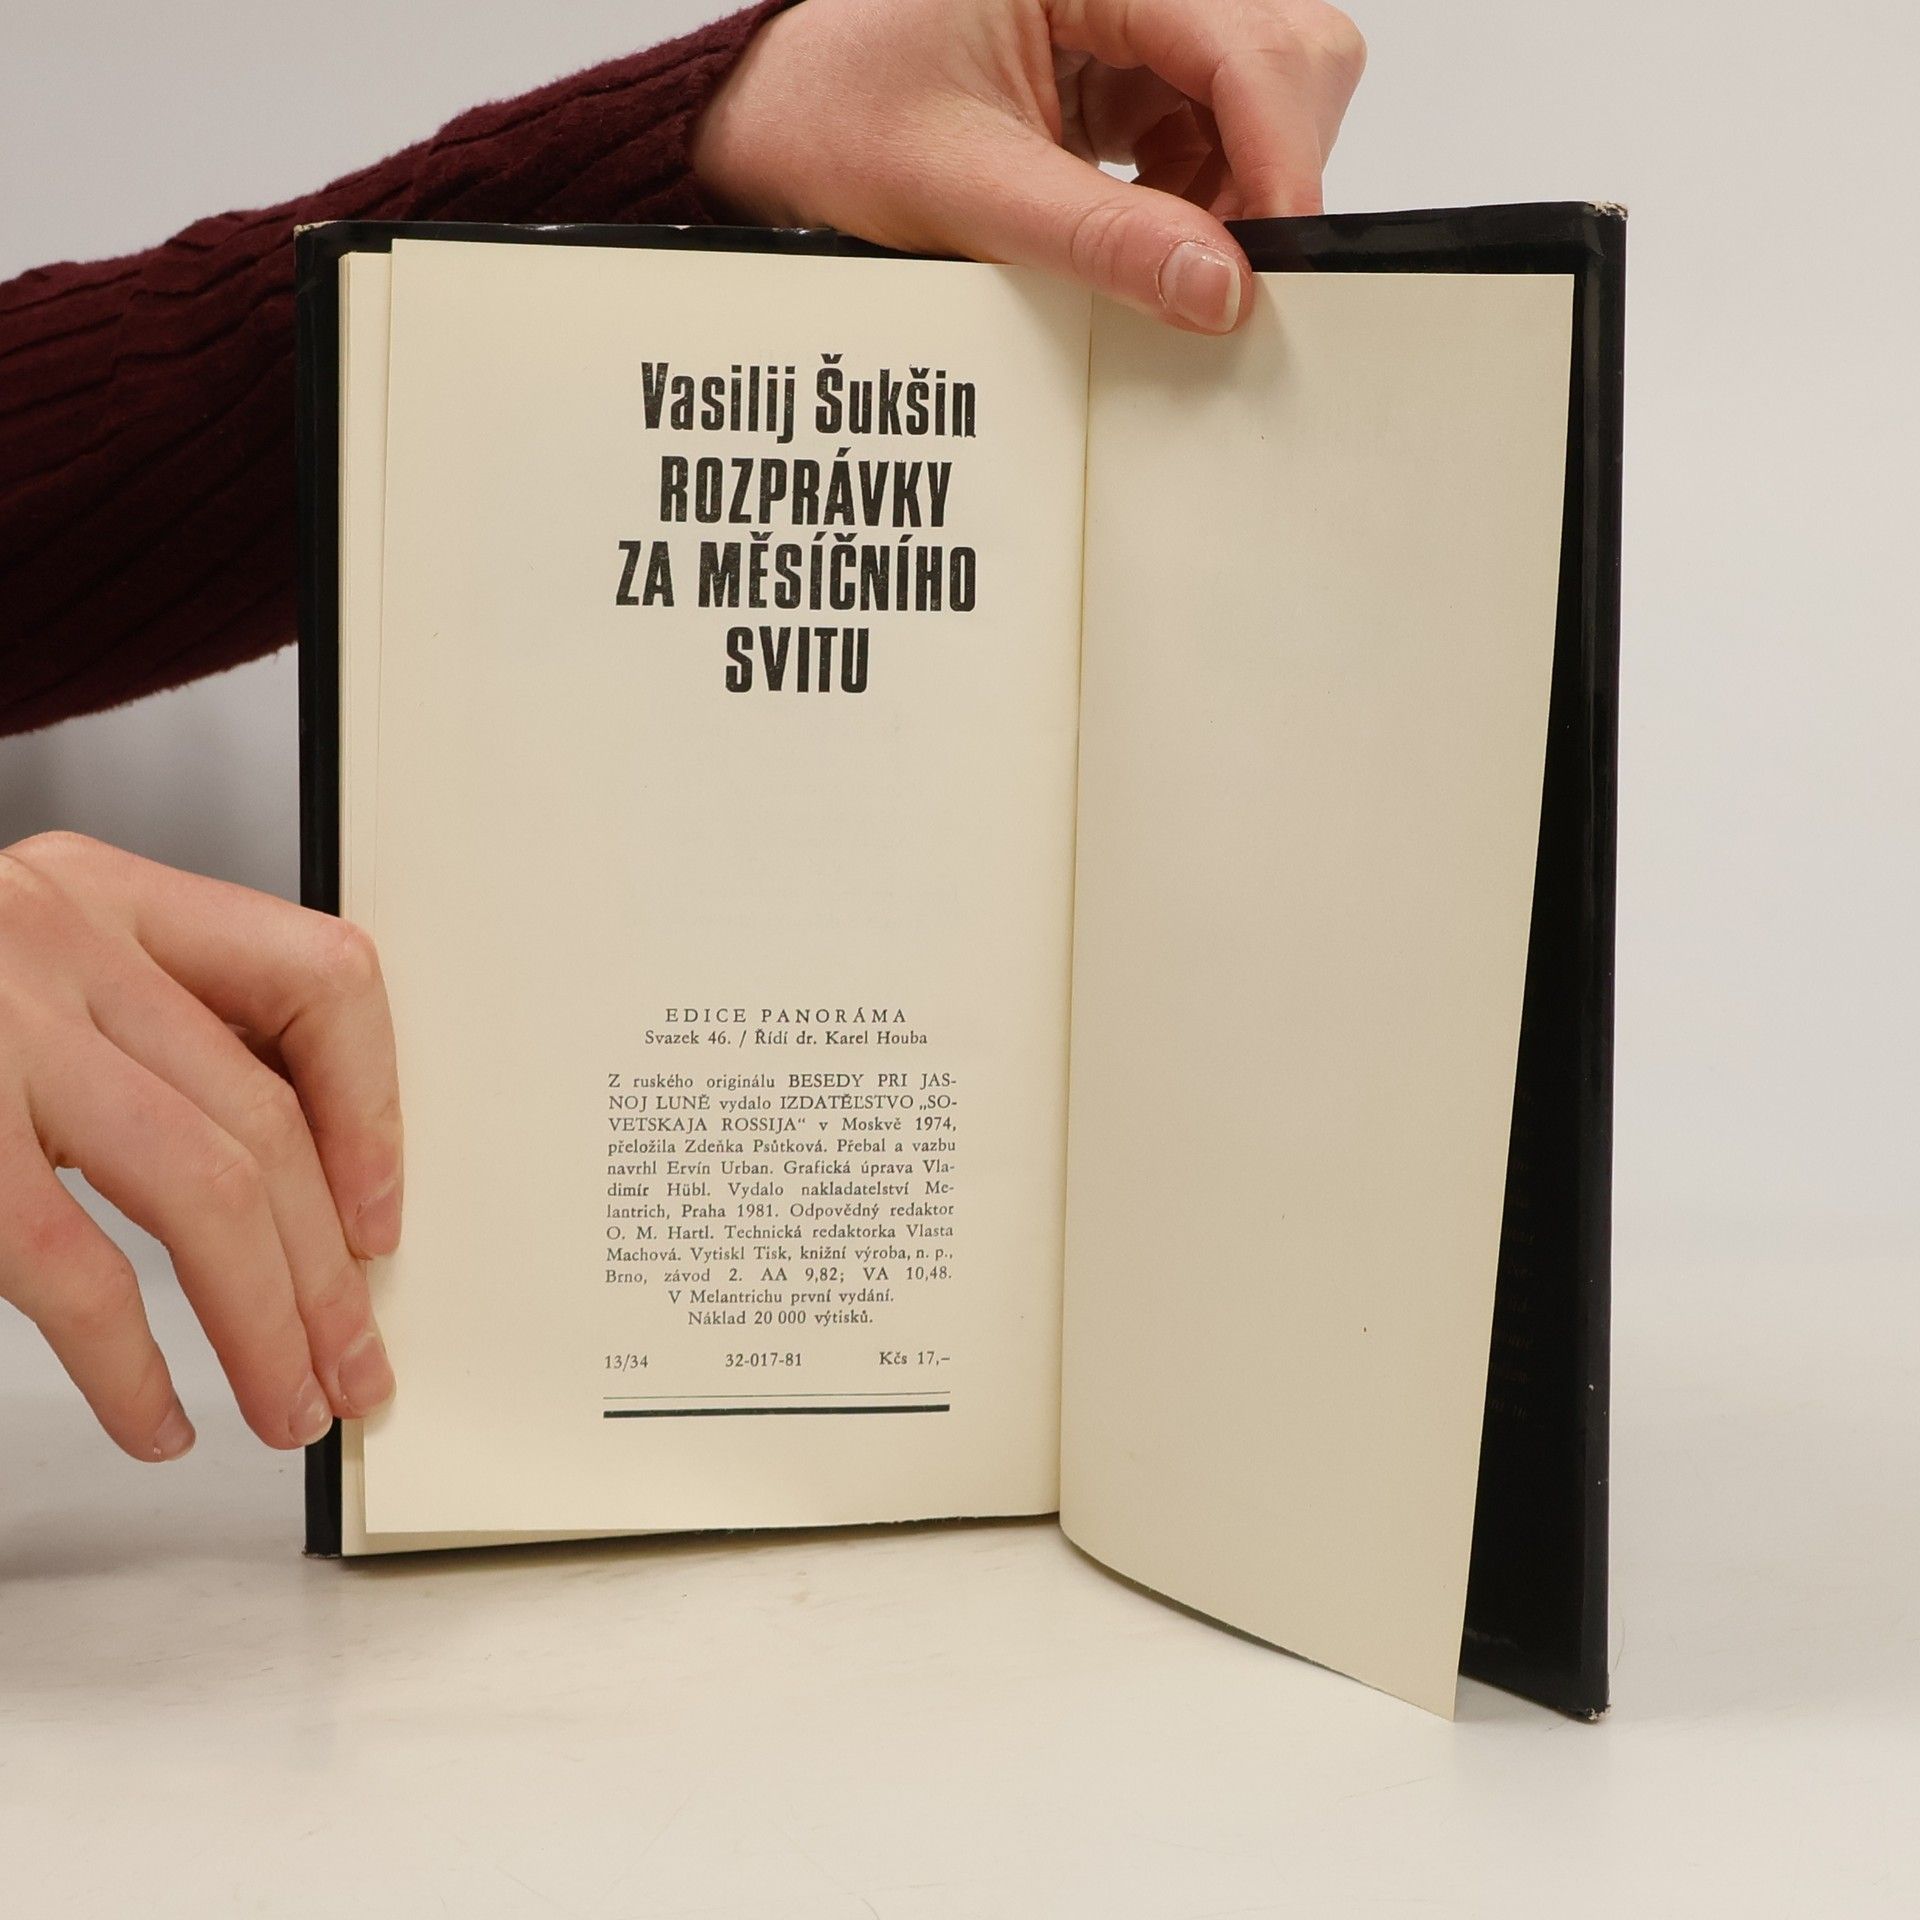 Vasilij Šukšin
ROZPRÁVKY
ZA MĚSÍČNÍHO
SVITU
EDICE PANORÁMA
Svazek 46. / Řídí dr. Karel Houba
Z ruského originálu BESEDY PRI JAS-
NOJ LUNĚ vydalo IZDATĚĽSTVO „SO-
VETSKAJA ROSSIJA“ v Moskvě 1974,
přeložila Zdeňka Psůtková. Přebal a vazbu
navrhl Ervín Urban. Grafická úprava Vla-
dimír Hübl. Vydalo nakladatelství Me-
lantrich, Praha 1981. Odpovědný redaktor
O. M. Hartl. Technická redaktorka Vlasta
Machová. Vytiskl Tisk, knižní výroba, n. p.,
Brno, závod 2. AA 9,82; VA 10,48.
V Melantrichu první vydání.
Náklad 20 000 výtisků.
13/34 32-017-81 Kčs 17,–